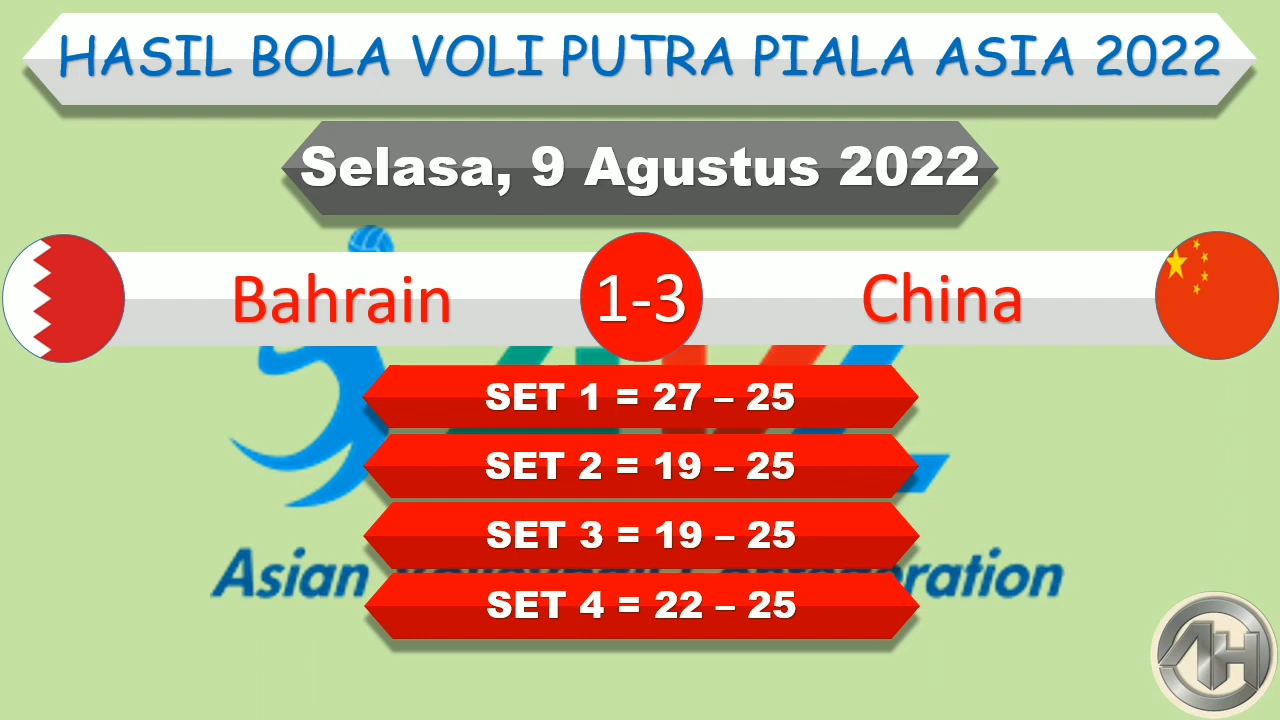 HASIL BOLA VOLI PUTRA PIALA ASIA 2022
Selasa, 9 Agustus 2022
Bahrain 1-3 China
SET 1 = 27 – 25
SET 2 = 19 – 25
SET 3 = 19 – 25
SET 4 = 22 – 25
Asian
AH